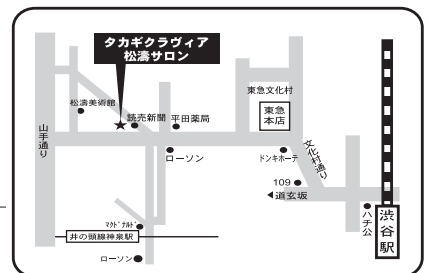 タカギクラヴィア
松濤サロン
松濤美術館
読売新聞
平田薬局
東急文化村
東急
本店
山手通り
ローソン
ドンキホーテ
文化村通り
109
道玄坂
ハチ公
渋谷駅
マクドナルド
井の頭線神泉駅
ローソン